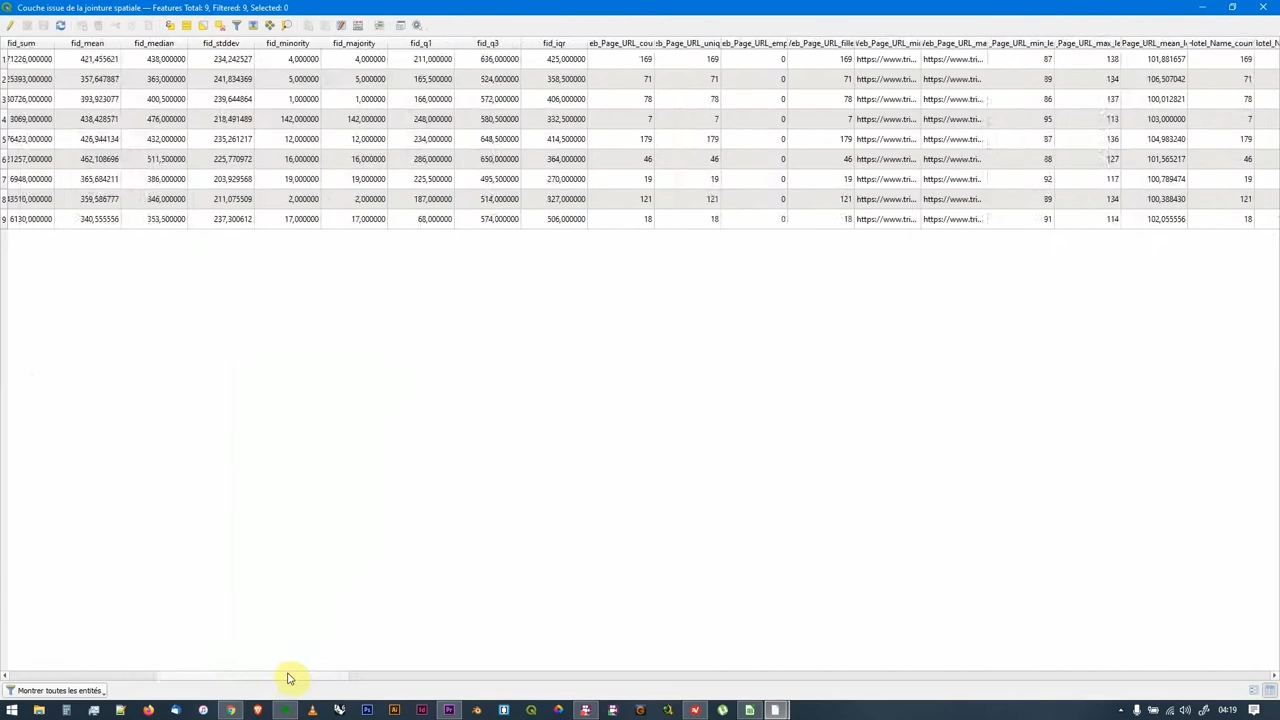 Couche issue de la jointure spatiale — Features Total: 9, Filtered: 9, Selected: 0
fid_sum fid_mean fid_median fid_stddev fid_minority fid_majority fid_q1 fid_q3 fid_iqr eb_Page_URL_cou eb_Page_URL_uniq eb_Page_URL_emp /eb_Page_URL_fille /eb_Page_URL_mi /eb_Page_URL_ma _Page_URL_min_le _Page_URL_max_le Page_URL_mean_l Hotel_Name_coun
1 71226,000000 421,455621 438,000000 234,242527 4,000000 4,000000 211,000000 636,000000 425,000000 169 169 0 169 https://www.tri... https://www.tri... 87 138 101,881657 169
2 25393,000000 357,647887 363,000000 241,834369 5,000000 5,000000 165,500000 524,000000 358,500000 71 71 0 71 https://www.tri... https://www.tri... 89 134 106,507042 71
3 30726,000000 393,923077 400,500000 239,644864 1,000000 1,000000 166,000000 572,000000 406,000000 78 78 0 78 https://www.tri... https://www.tri... 86 137 100,012821 78
4 3069,000000 438,428571 476,000000 218,491489 142,000000 142,000000 248,000000 580,500000 332,500000 7 7 0 7 https://www.tri... https://www.tri... 95 113 103,000000 7
5 76423,000000 426,944134 432,000000 235,261217 12,000000 12,000000 234,000000 648,500000 414,500000 179 179 0 179 https://www.tri... https://www.tri... 87 136 104,983240 179
6 21257,000000 462,108696 511,500000 225,770972 16,000000 16,000000 286,000000 650,000000 364,000000 46 46 0 46 https://www.tri... https://www.tri... 88 127 101,565217 46
7 6948,000000 365,684211 386,000000 203,929568 19,000000 19,000000 225,500000 495,500000 270,000000 19 19 0 19 https://www.tri... https://www.tri... 92 117 100,789474 19
8 43510,000000 359,586777 346,000000 211,075509 2,000000 2,000000 187,000000 514,000000 327,000000 121 121 0 121 https://www.tri... https://www.tri... 89 134 100,388430 121
9 6130,000000 340,555556 353,500000 237,300612 17,000000 17,000000 68,000000 574,000000 506,000000 18 18 0 18 https://www.tri... https://www.tri... 91 114 102,055556 18
Montrer toutes les entités
04:19